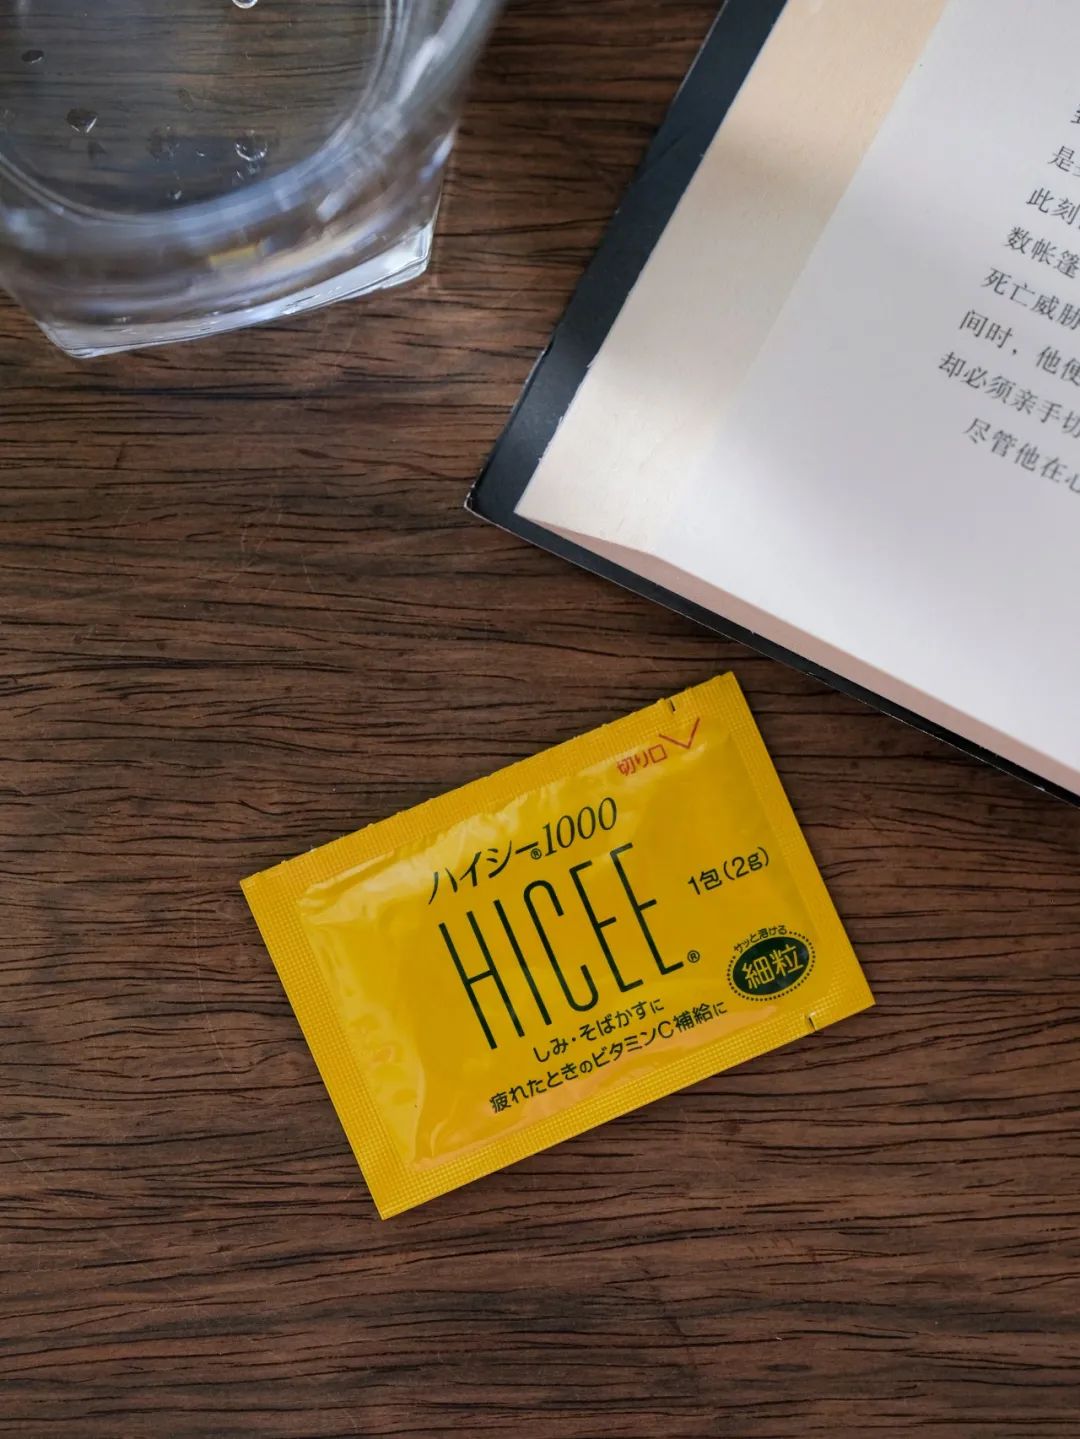 是
此刻
数帐篷
死亡威胁
间时，他便
却必须亲手切
尽管他在心
切り口
ハイシー®1000
HICEE®
1包(2g)
サッと溶ける
細粒
しみ・そばかすに
疲れたときのビタミンC補給に